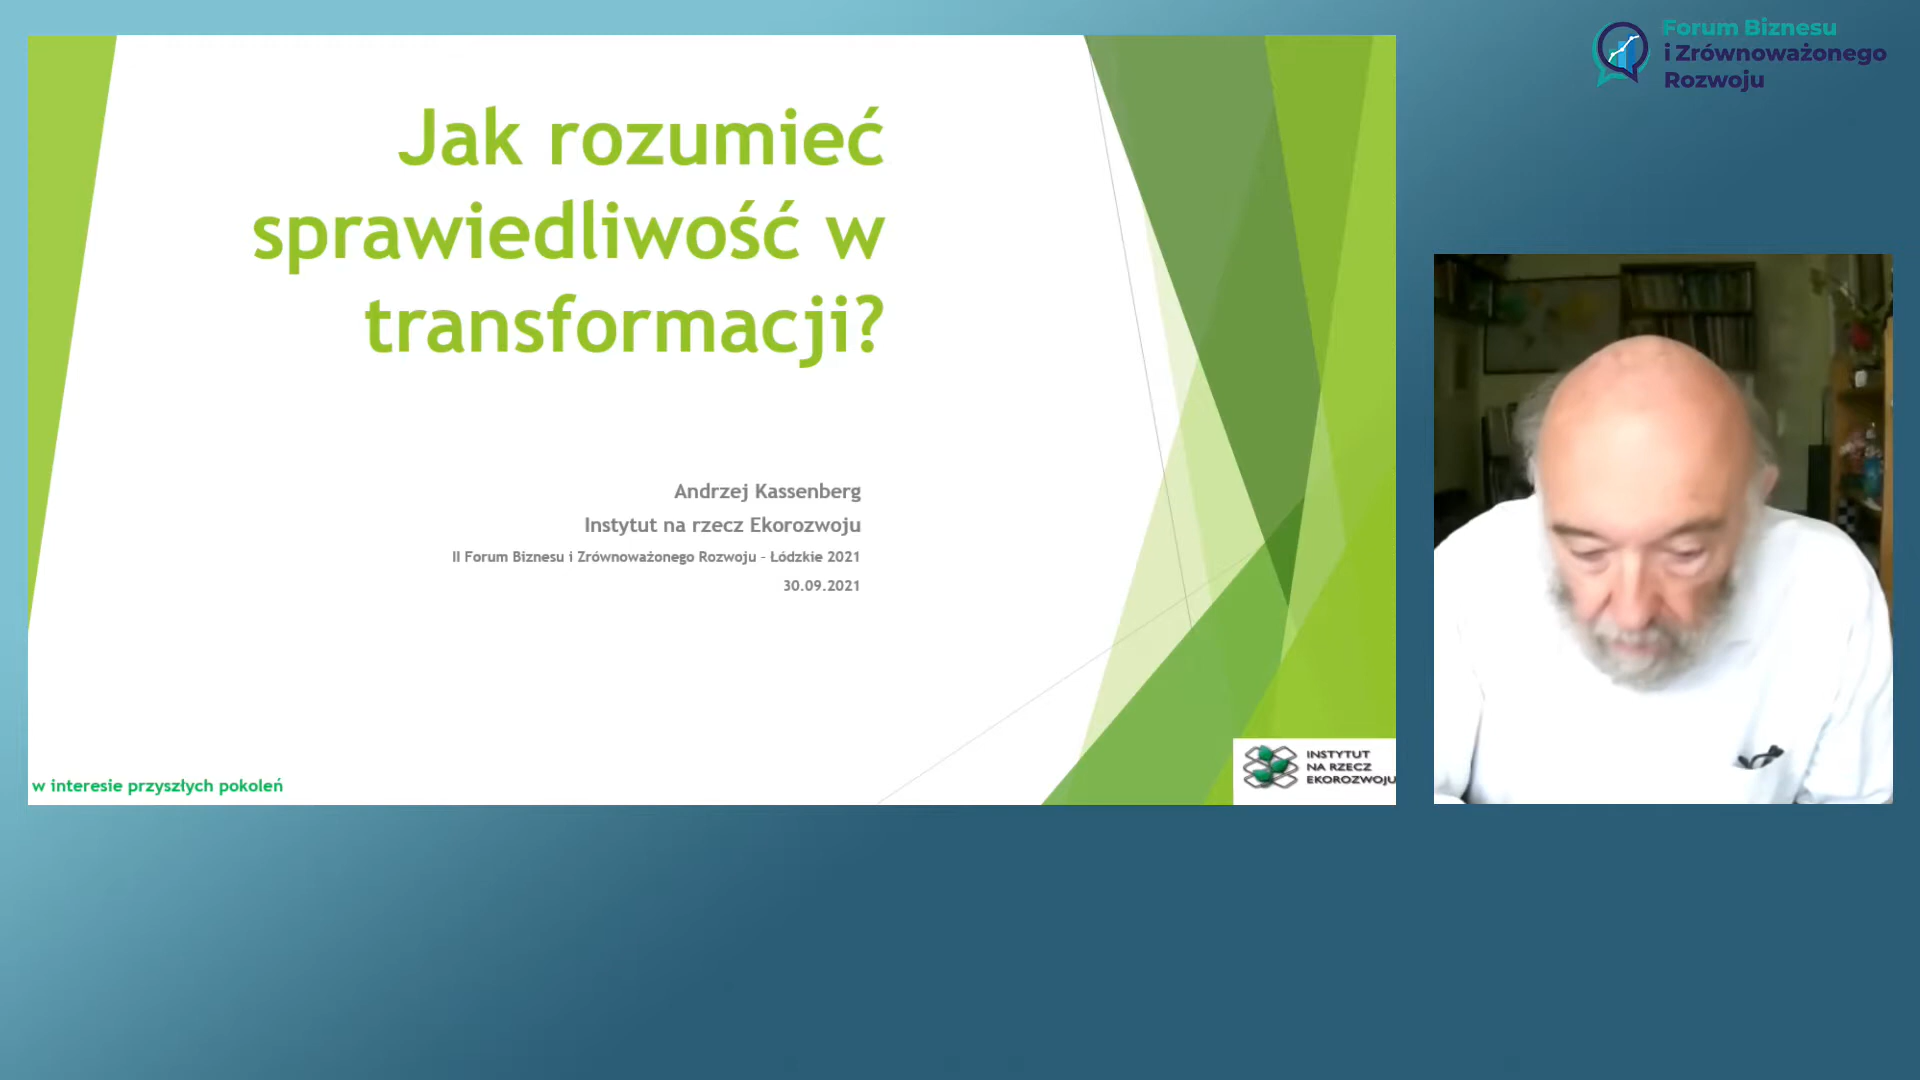 Forum Biznesu
i Zrównoważonego
Rozwoju
Jak rozumieć
sprawiedliwość w
transformacji?
Andrzej Kassenberg
Instytut na rzecz Ekorozwoju
II Forum Biznesu i Zrównoważonego Rozwoju – Łódzkie 2021
30.09.2021
w interesie przyszłych pokoleń
INSTYTUT
NA RZECZ
EKOROZWOJU